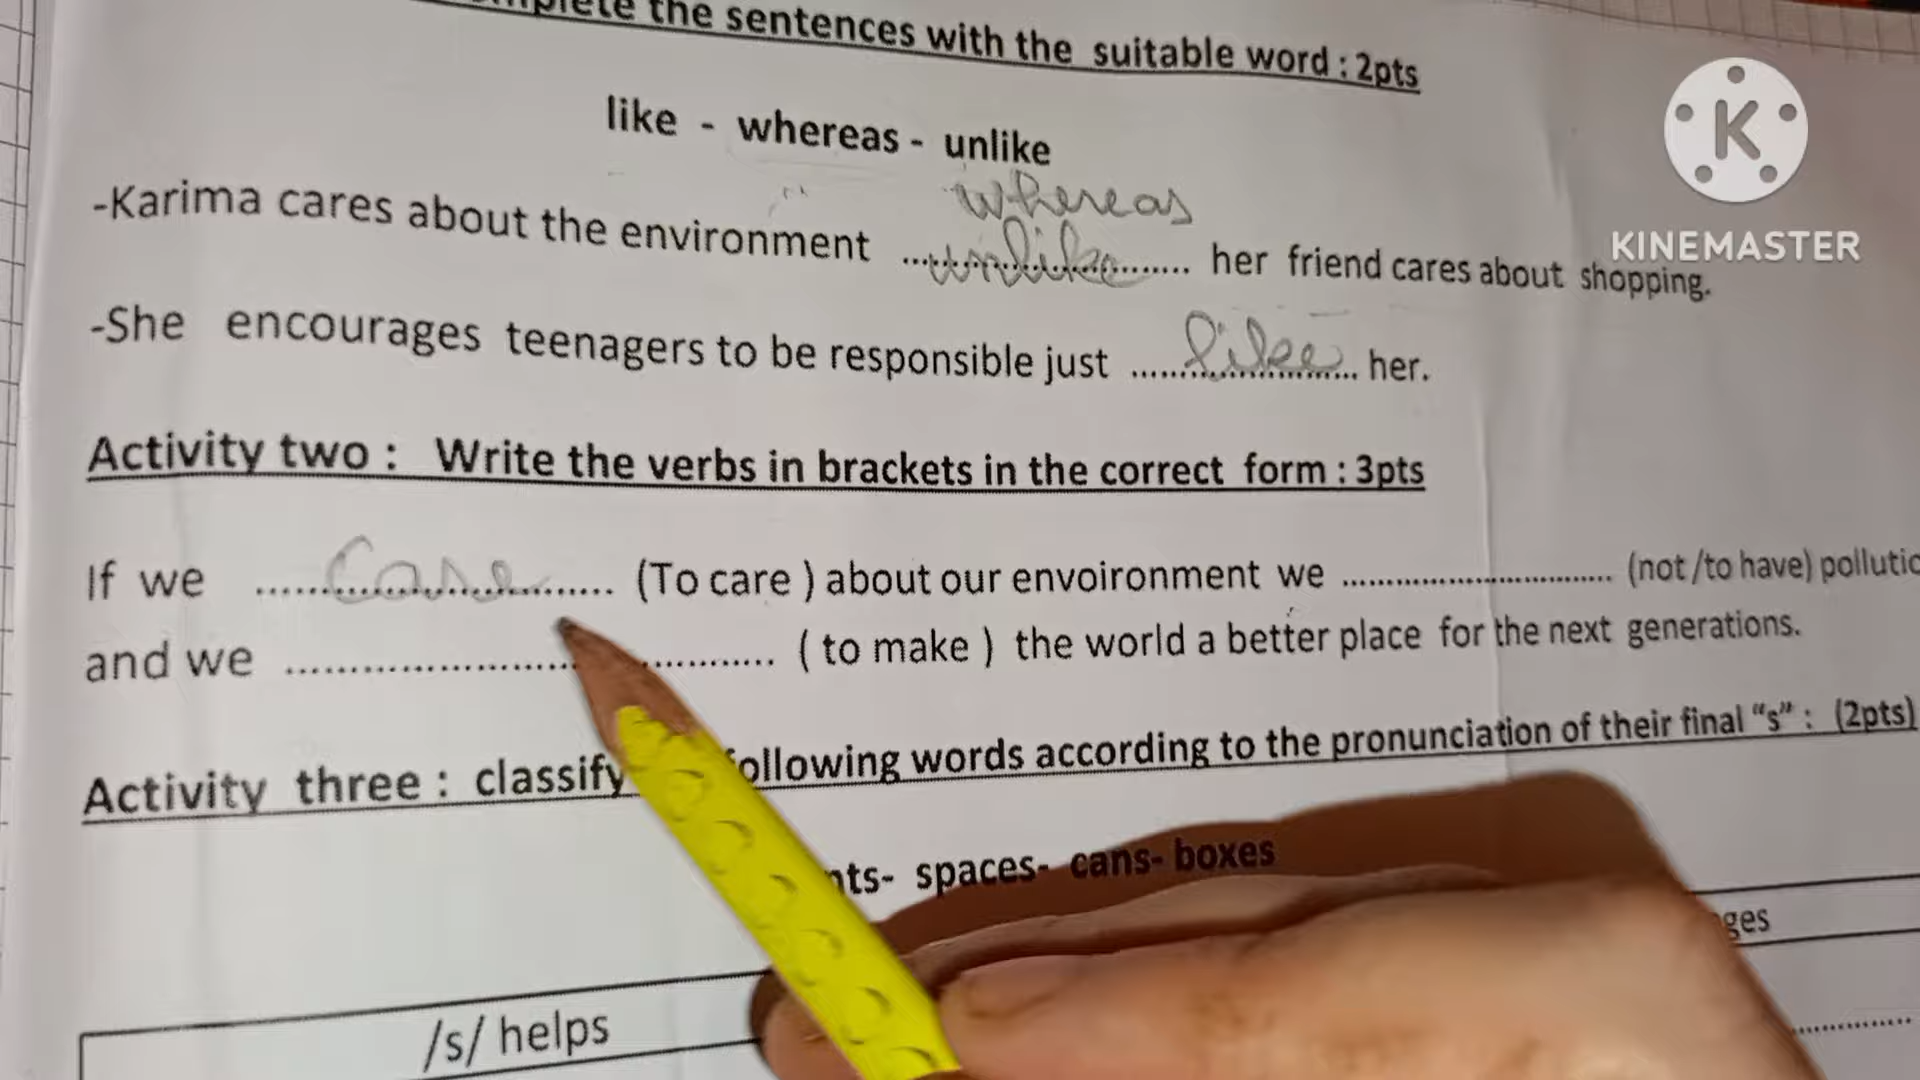 the sentences with the suitable word : 2pts
like - whereas - unlike
whereas
-Karima cares about the environment ........unlike........ her friend cares about shopping.
-She encourages teenagers to be responsible just ........like........ her.
Activity two : Write the verbs in brackets in the correct form : 3pts
If we ........care........ (To care ) about our envoironment we ........................ (not /to have)
and we ........................................ ( to make ) the world a better place for the next generations.
Activity three : classify following words according to the pronunciation of their final “s” : (2pts)
spaces- cans- boxes
/s/ helps
K
KINEMASTER